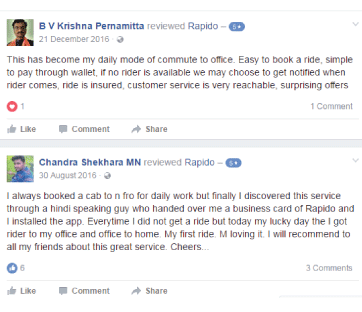 B V Krishna Pernamitta reviewed Rapido – 5★
21 December 2016 ·
This has become my daily mode of commute to office. Easy to book a ride, simple
to pay through wallet, if no rider is available we may choose to get notified when
rider comes, ride is insured, customer service is very reachable, surprising offers
1 1 Comment
Like Comment Share
Chandra Shekhara MN reviewed Rapido – 5★
30 August 2016 ·
I always booked a cab to n fro for daily work but finally I discovered this service
through a hindi speaking guy who handed over me a business card of Rapido and
I installed the app. Everytime I did not get a ride but today my lucky day the I got
rider to my office and office to home. My first ride. M loving it. I will recommend to
all my friends about this great service. Cheers...
6 3 Comments
Like Comment Share